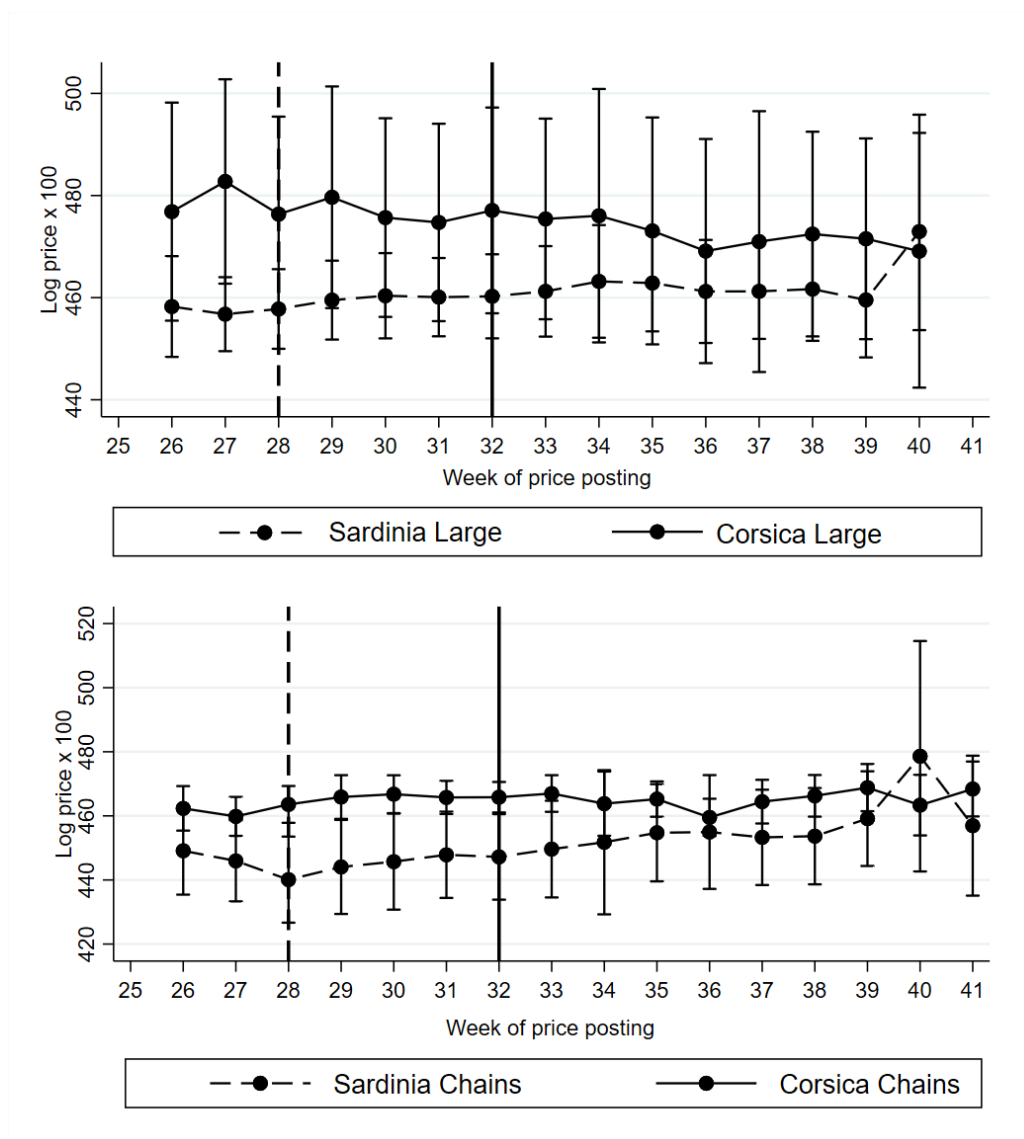 500
480
460
440
Log price x 100
25 26 27 28 29 30 31 32 33 34 35 36 37 38 39 40 41
Week of price posting
Sardinia Large Corsica Large
520
500
480
460
440
420
Log price x 100
25 26 27 28 29 30 31 32 33 34 35 36 37 38 39 40 41
Week of price posting
Sardinia Chains Corsica Chains